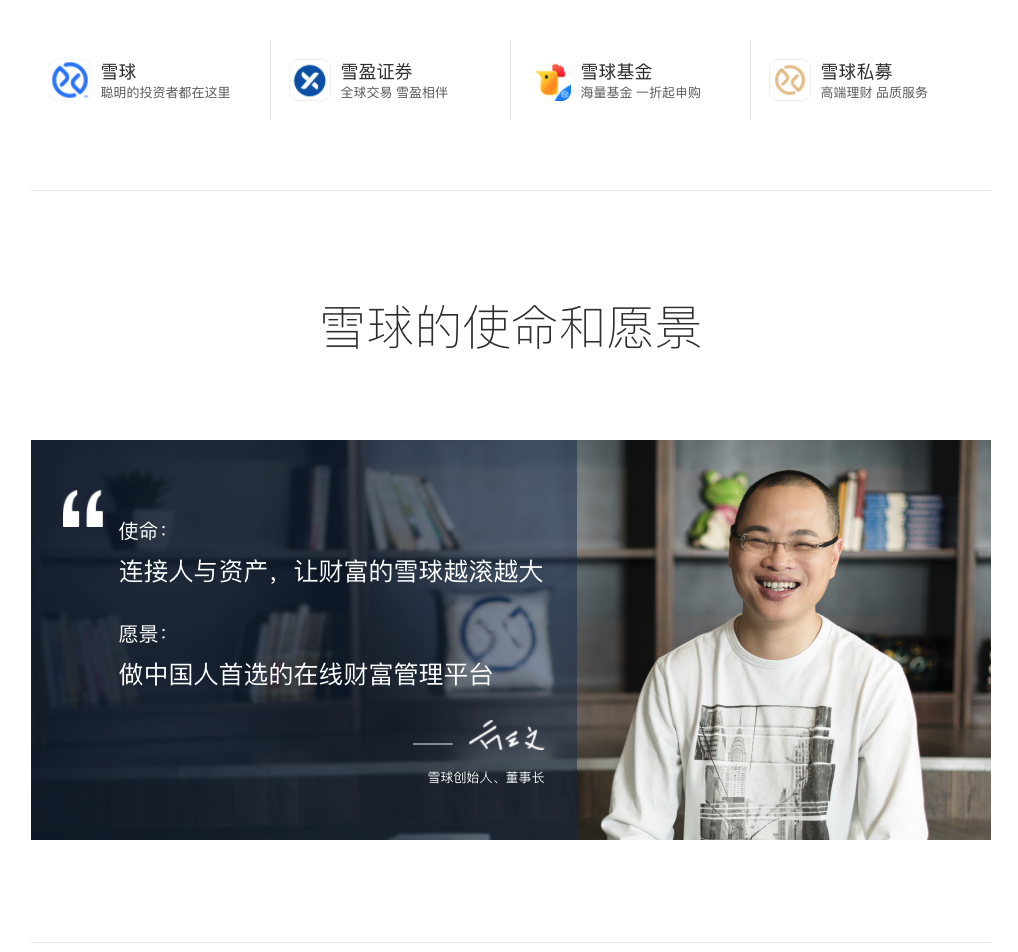 雪球
聪明的投资者都在这里
雪盈证券
全球交易 雪盈相伴
雪球基金
海量基金 一折起申购
雪球私募
高端理财 品质服务
雪球的使命和愿景
“
使命：
连接人与资产，让财富的雪球越滚越大
愿景：
做中国人首选的在线财富管理平台
雪球创始人、董事长